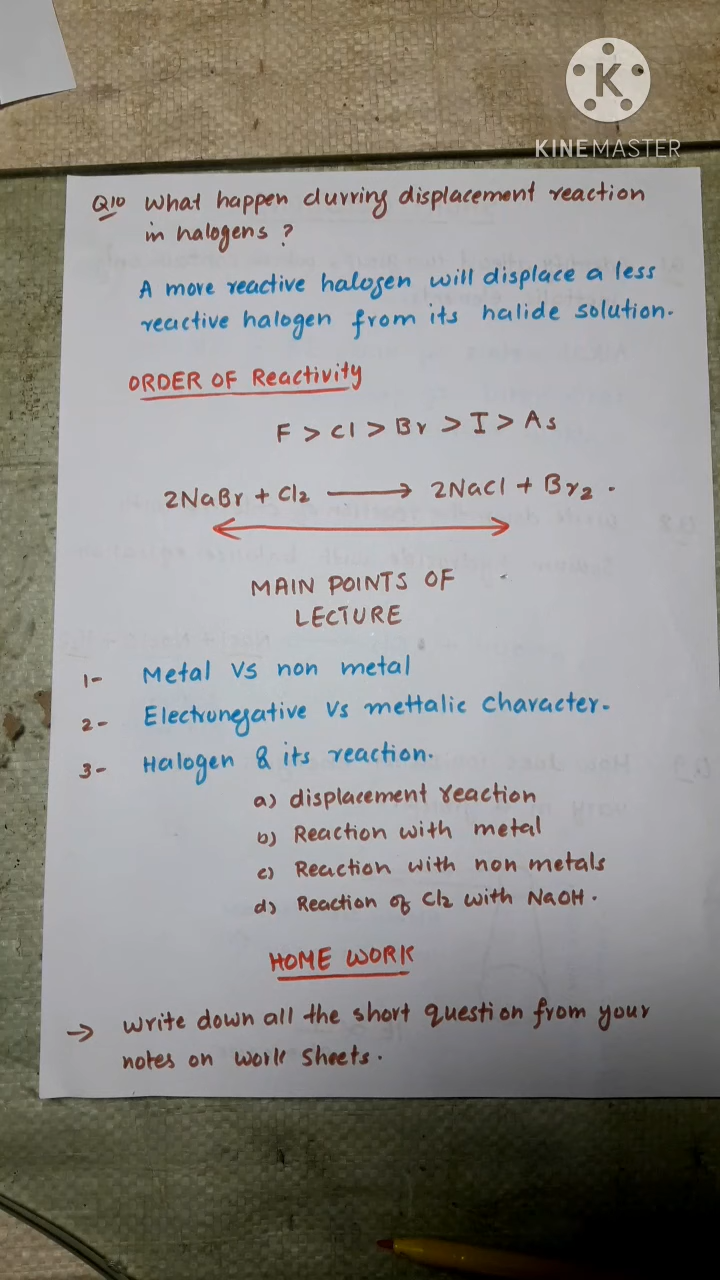 K
KINEMASTER
Q10 What happen durring displacement reaction
in halogens ?
A more reactive halogen will displace a less
reactive halogen from its halide solution.
ORDER OF Reactivity
F > Cl > Br > I > As
2NaBr + Cl₂ ⟶ 2NaCl + Br₂ .
MAIN POINTS OF
LECTURE
1- Metal Vs non metal
2- Electronegative Vs mettalic character.
3- Halogen & its reaction.
a) displacement reaction
b) Reaction with metal
c) Reaction with non metals
d) Reaction of Cl₂ with NaOH.
HOME WORK
→ Write down all the short question from your
notes on work sheets.